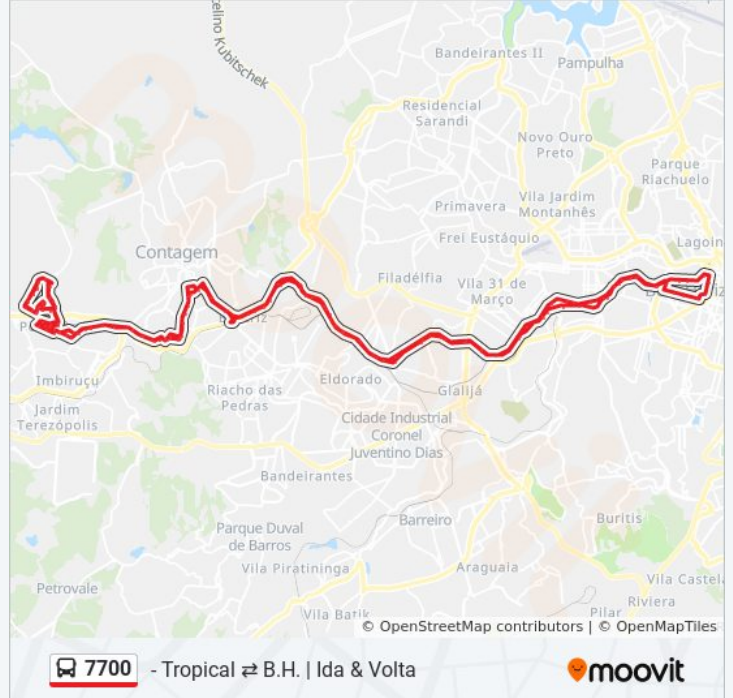 celino Kubitschek
Bandeirantes II
Pampulha
Residencial
Sarandi
Novo Ouro
Preto
Parque
Riachuelo
Vila Jardim
Montanhês
Primavera
Frei Eustáquio
Lagoin
Contagem
Filadélfia
Vila 31 de
Março
Imbiruçu
Eldorado
Riacho das
Pedras
Glalijá
Jardim
Terezópolis
Cidade Industrial
Coronel
Juventino Dias
Bandeirantes
Barreiro
Buritis
Parque Duval
de Barros
Vila Piratininga
Araguaia
Petrovale
Vila Castela
Riviera
Vila Batik
Pilar
© OpenStreetMap contributors | © OpenMapTiles
7700 - Tropical ⇄ B.H. | Ida & Volta
moovit